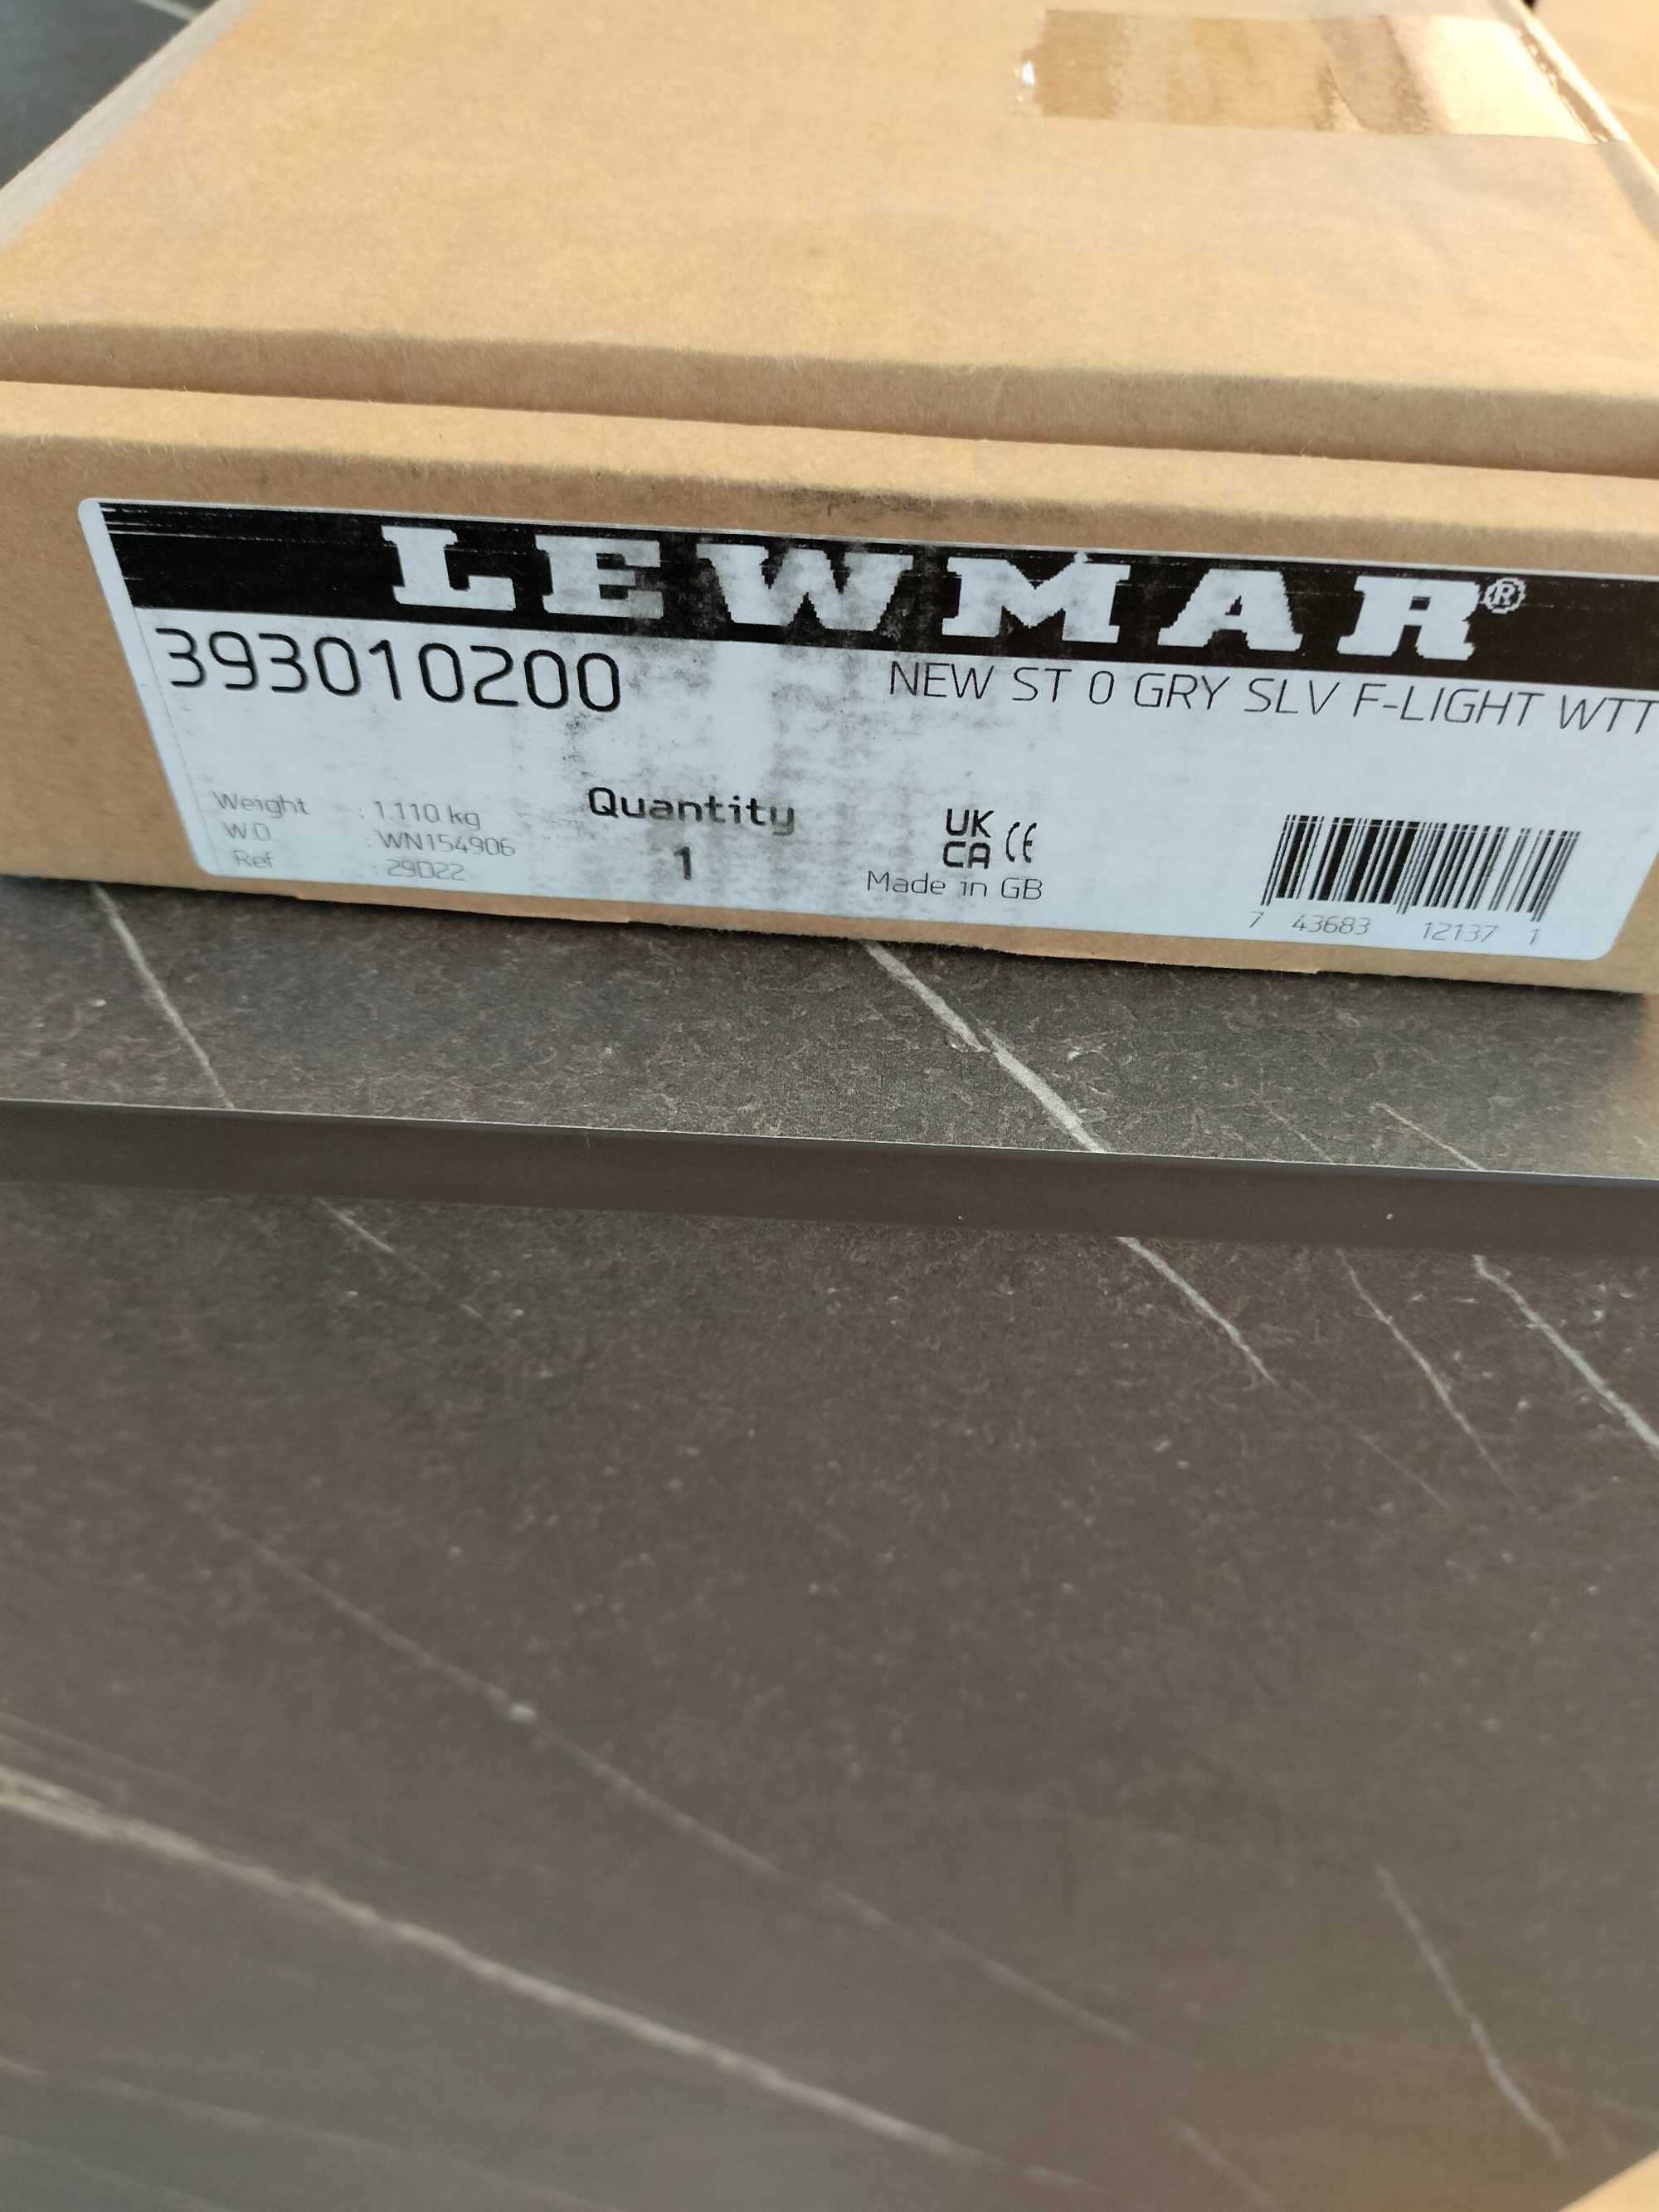 LEWMAR®
393010200
NEW ST 0 GRY SLV F-LIGHT WTT
Weight : 1.110 kg
W.O. : WN154906
Ref : 29D22
Quantity
1
UK
CA CE
Made in GB
7 43683 12137 1